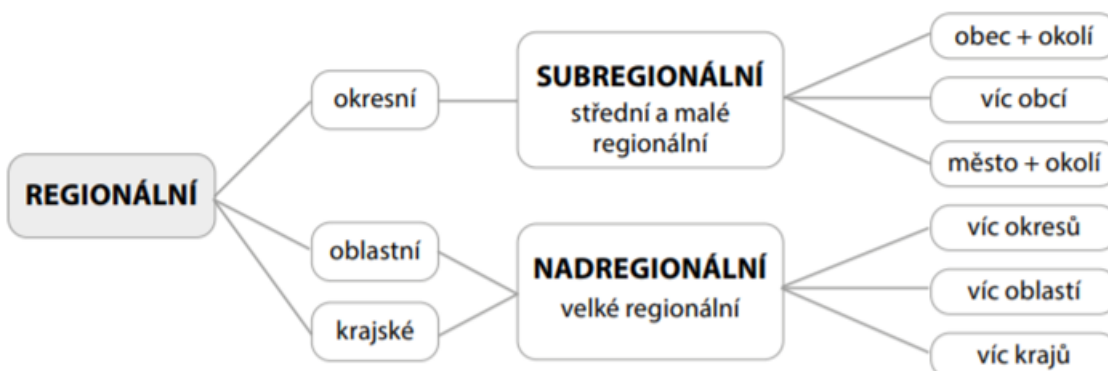 REGIONÁLNÍ
okresní
oblastní
krajské
SUBREGIONÁLNÍ
střední a malé
regionální
NADREGIONÁLNÍ
velké regionální
obec + okolí
víc obcí
město + okolí
víc okresů
víc oblastí
víc krajů